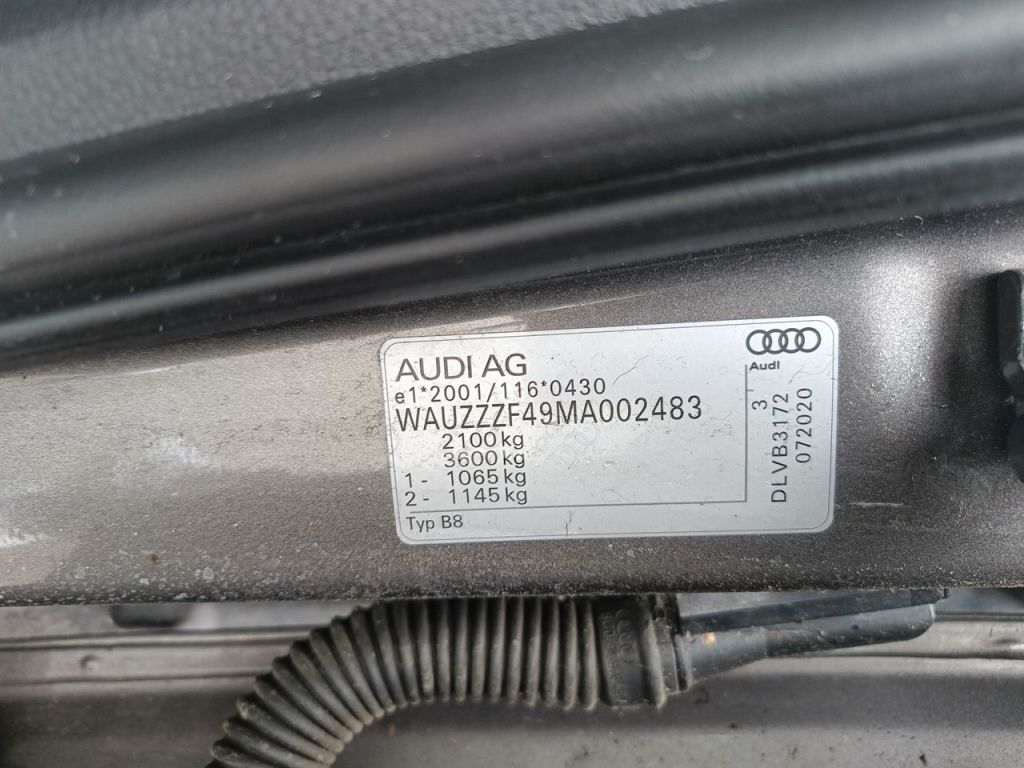 AUDI AG
e1*2001/116*0430
WAUZZZF49MA002483
2100 kg
3600 kg
1 - 1065 kg
2 - 1145 kg
Typ B8
Audi
DLVB3172 3
072020